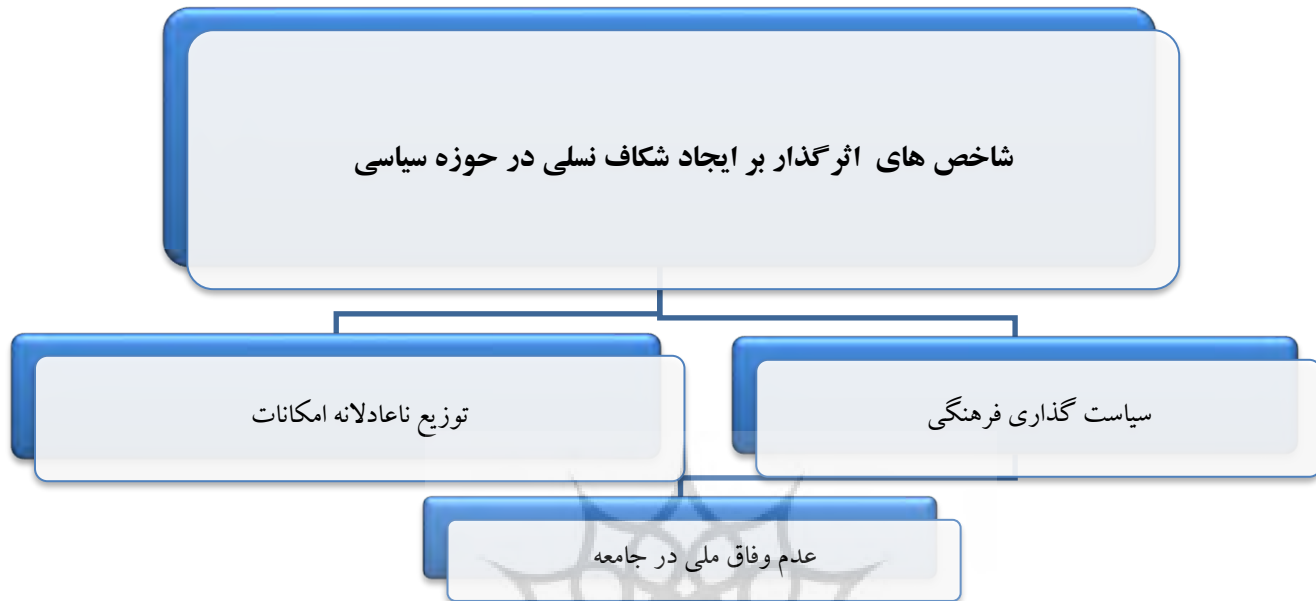 شاخص های اثرگذار بر ایجاد شکاف نسلی در حوزه سیاسی
سیاست گذاری فرهنگی
توزیع ناعادلانه امکانات
عدم وفاق ملی در جامعه